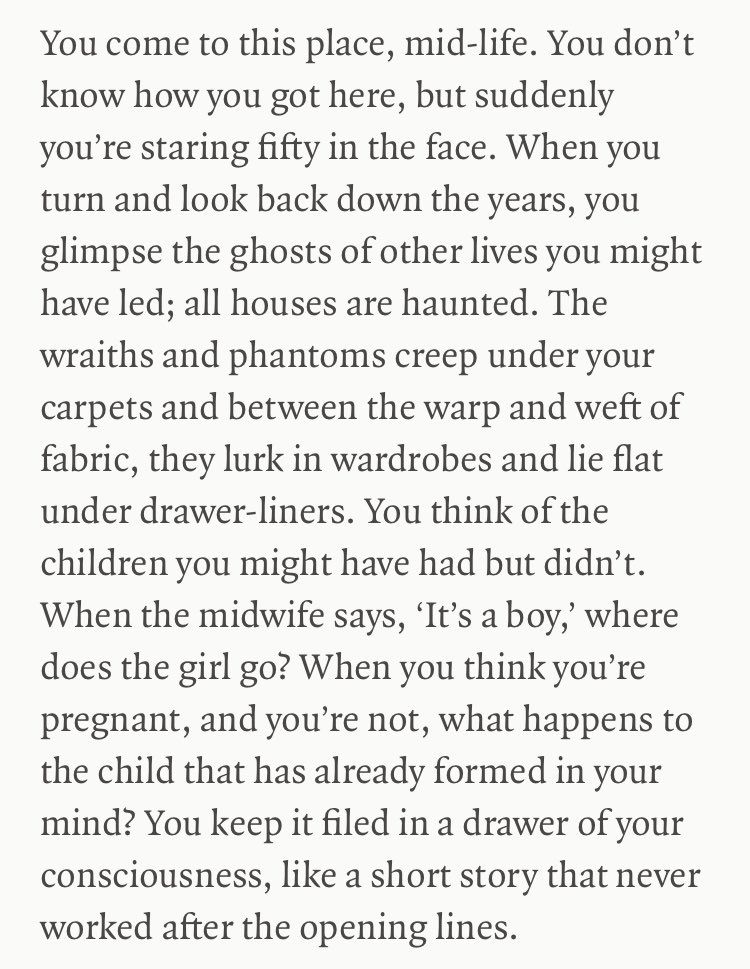 You come to this place, mid-life. You don’t
know how you got here, but suddenly
you’re staring fifty in the face. When you
turn and look back down the years, you
glimpse the ghosts of other lives you might
have led; all houses are haunted. The
wraiths and phantoms creep under your
carpets and between the warp and weft of
fabric, they lurk in wardrobes and lie flat
under drawer-liners. You think of the
children you might have had but didn’t.
When the midwife says, ‘It’s a boy,’ where
does the girl go? When you think you’re
pregnant, and you’re not, what happens to
the child that has already formed in your
mind? You keep it filed in a drawer of your
consciousness, like a short story that never
worked after the opening lines.